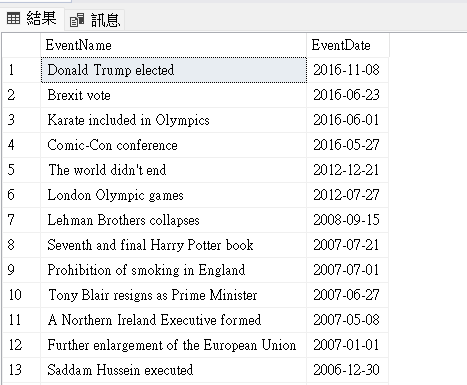 結果 訊息
EventName EventDate
1 Donald Trump elected 2016-11-08
2 Brexit vote 2016-06-23
3 Karate included in Olympics 2016-06-01
4 Comic-Con conference 2016-05-27
5 The world didn't end 2012-12-21
6 London Olympic games 2012-07-27
7 Lehman Brothers collapses 2008-09-15
8 Seventh and final Harry Potter book 2007-07-21
9 Prohibition of smoking in England 2007-07-01
10 Tony Blair resigns as Prime Minister 2007-06-27
11 A Northern Ireland Executive formed 2007-05-08
12 Further enlargement of the European Union 2007-01-01
13 Saddam Hussein executed 2006-12-30